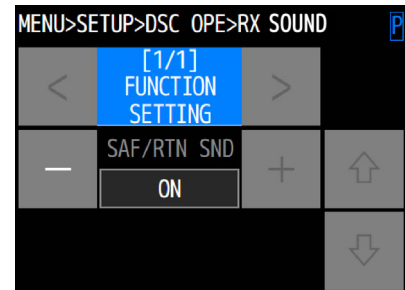 MENU>SETUP>DSC OPE>RX SOUND P
< [1/1] >
FUNCTION
SETTING
SAF/RTN SND
— ON +